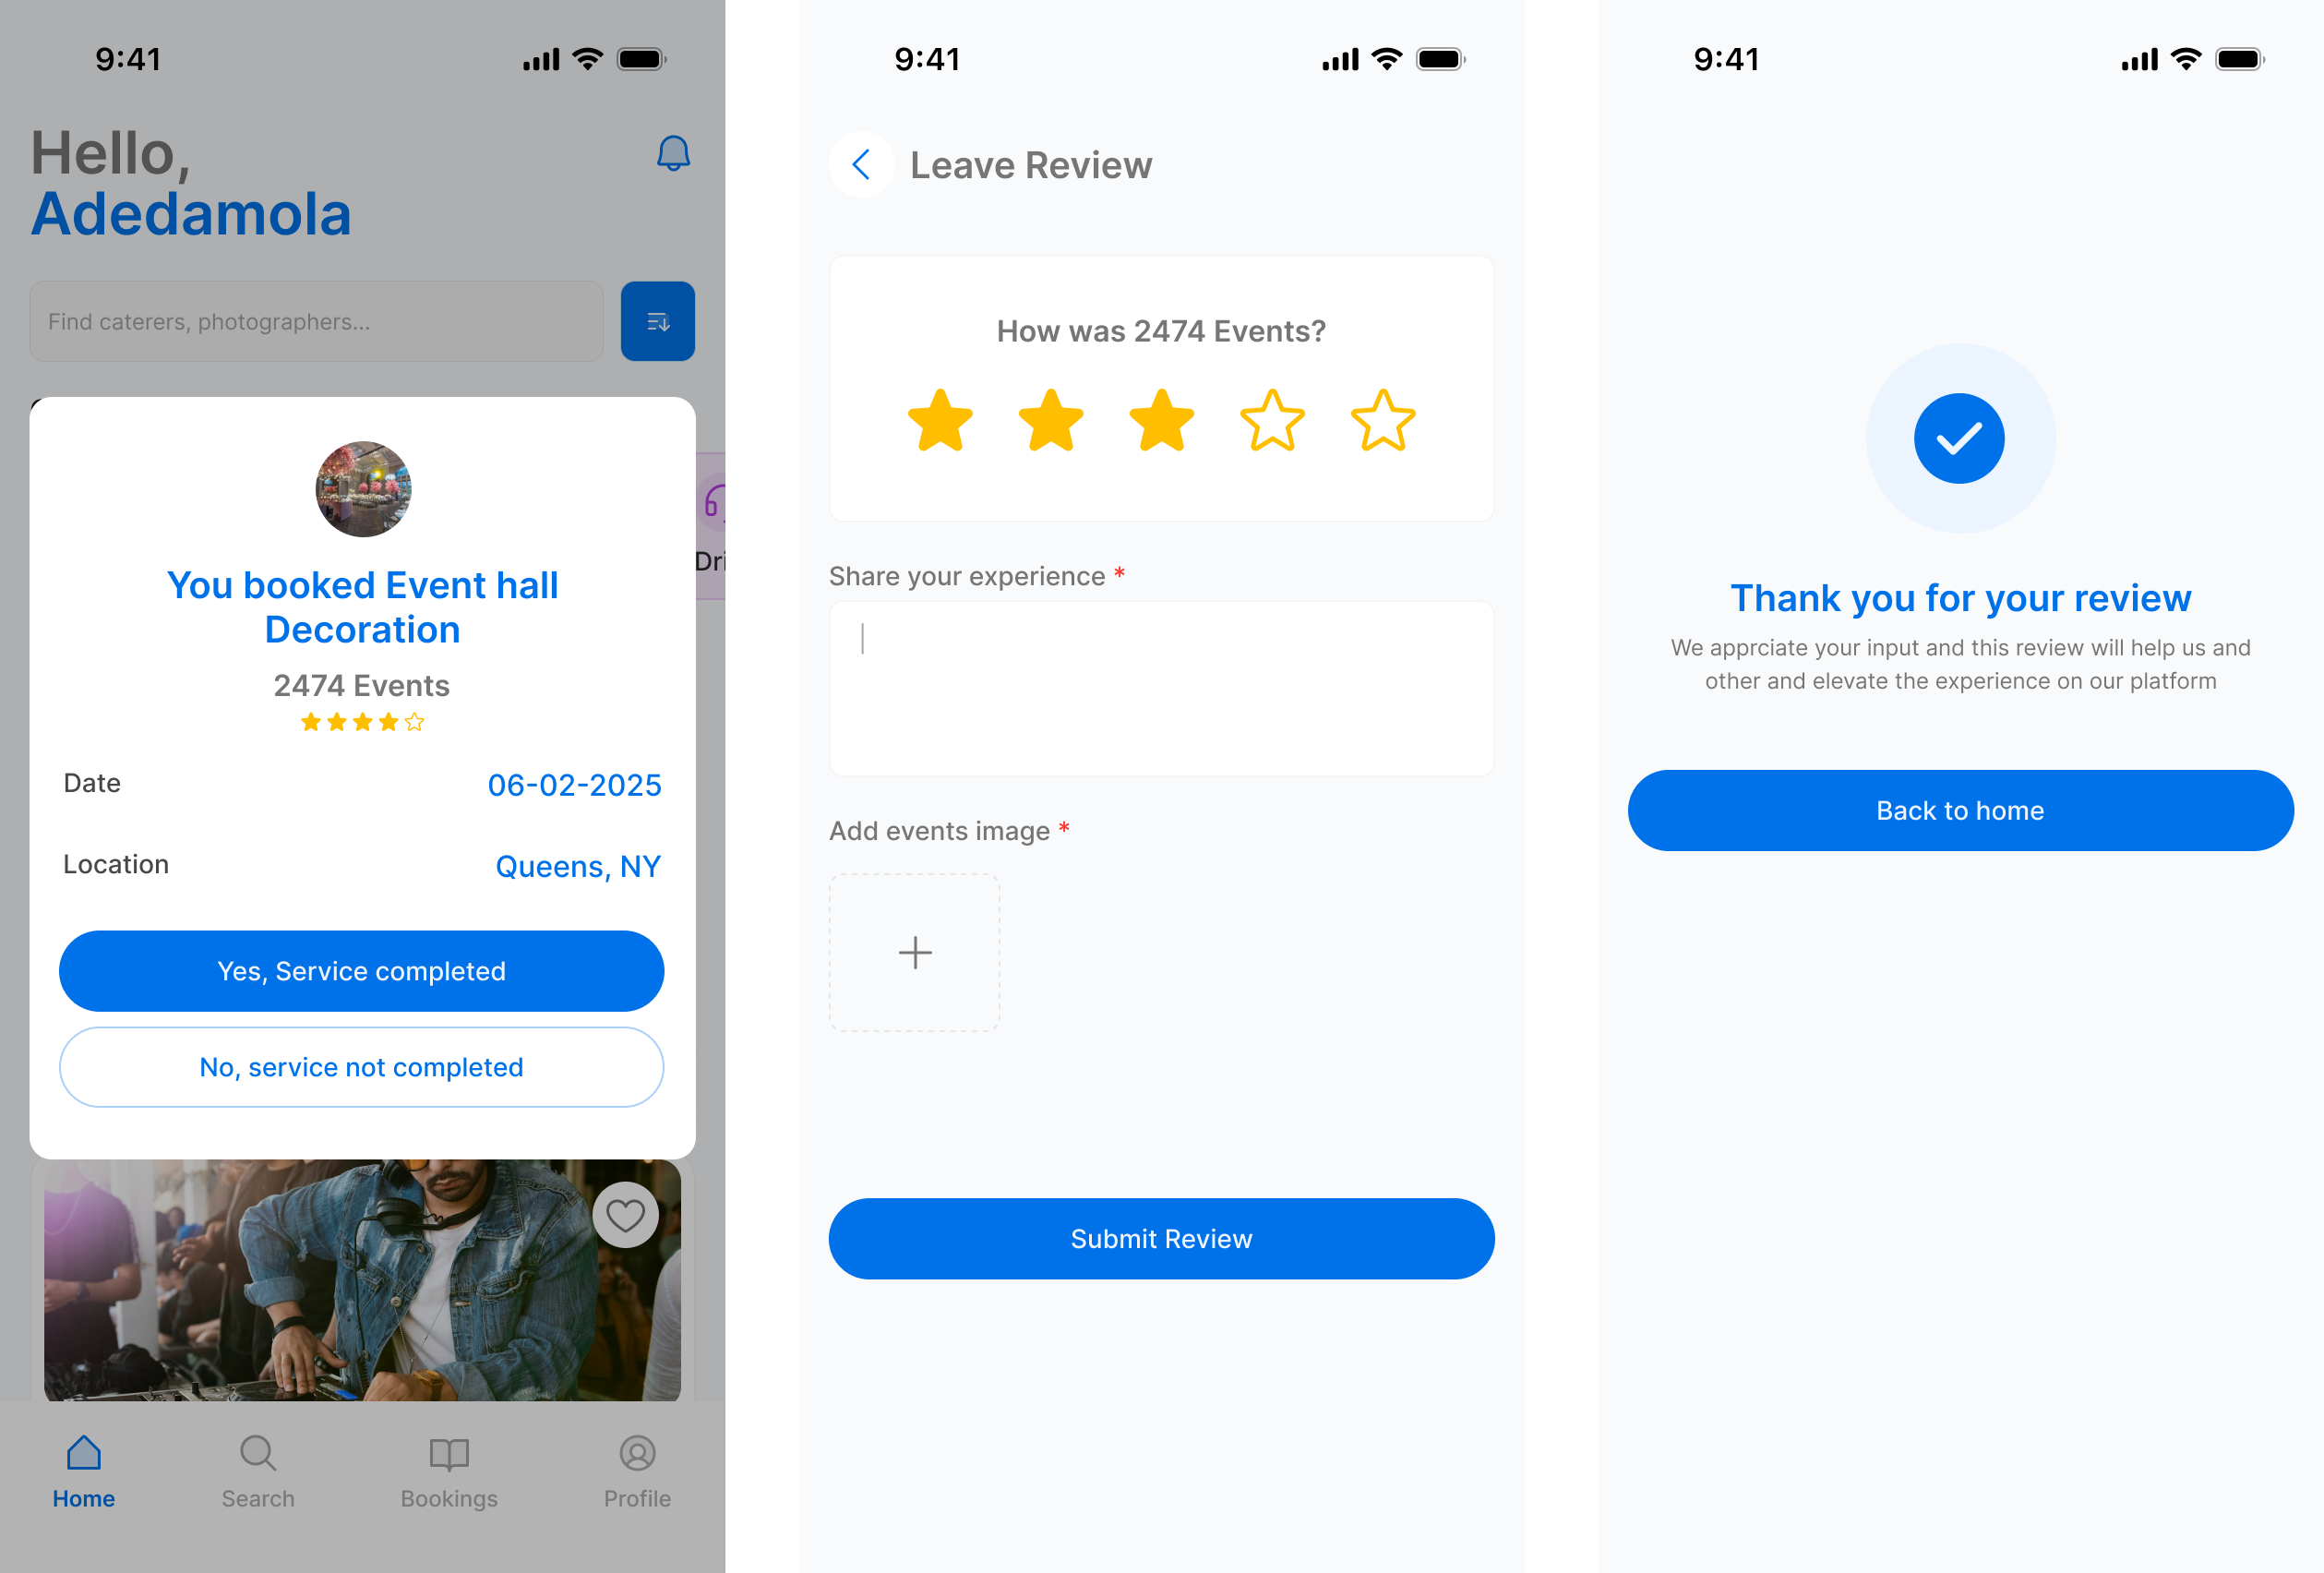 9:41
Hello,
Adedamola
Find caterers, photographers...
You booked Event hall
Decoration
2474 Events
Date
06-02-2025
Location
Queens, NY
Yes, Service completed
No, service not completed
Dri
Home
Search
Bookings
Profile
9:41
Leave Review
How was 2474 Events?
Share your experience *
Add events image *
Submit Review
9:41
Thank you for your review
We apprciate your input and this review will help us and
other and elevate the experience on our platform
Back to home